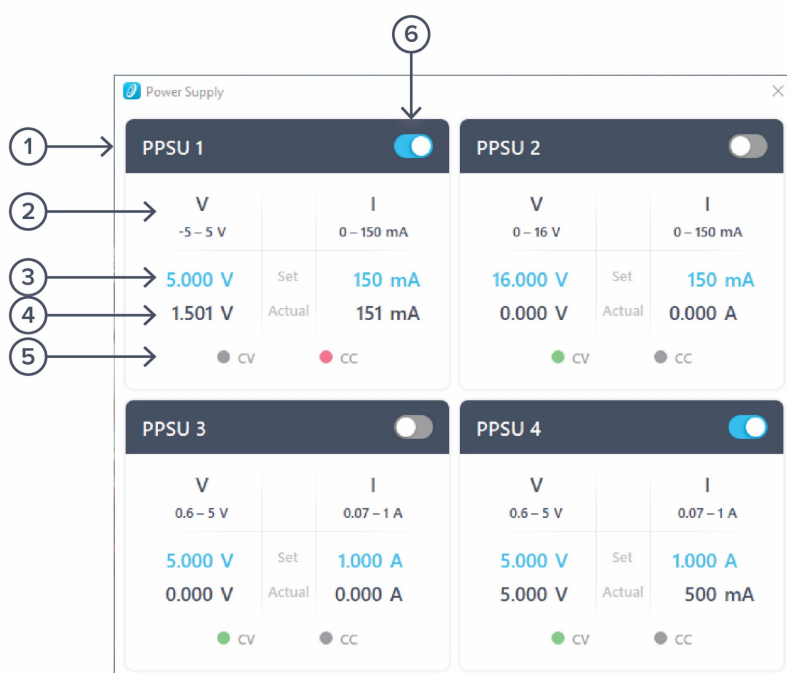 6
Power Supply
1
PPSU 1
PPSU 2
2
V I
-5 – 5 V 0 – 150 mA
V I
0 – 16 V 0 – 150 mA
3
5.000 V Set 150 mA
16.000 V Set 150 mA
4
1.501 V Actual 151 mA
0.000 V Actual 0.000 A
5
CV CC
CV CC
PPSU 3
PPSU 4
V I
0.6 – 5 V 0.07 – 1 A
V I
0.6 – 5 V 0.07 – 1 A
5.000 V Set 1.000 A
5.000 V Set 1.000 A
0.000 V Actual 0.000 A
5.000 V Actual 500 mA
CV CC
CV CC